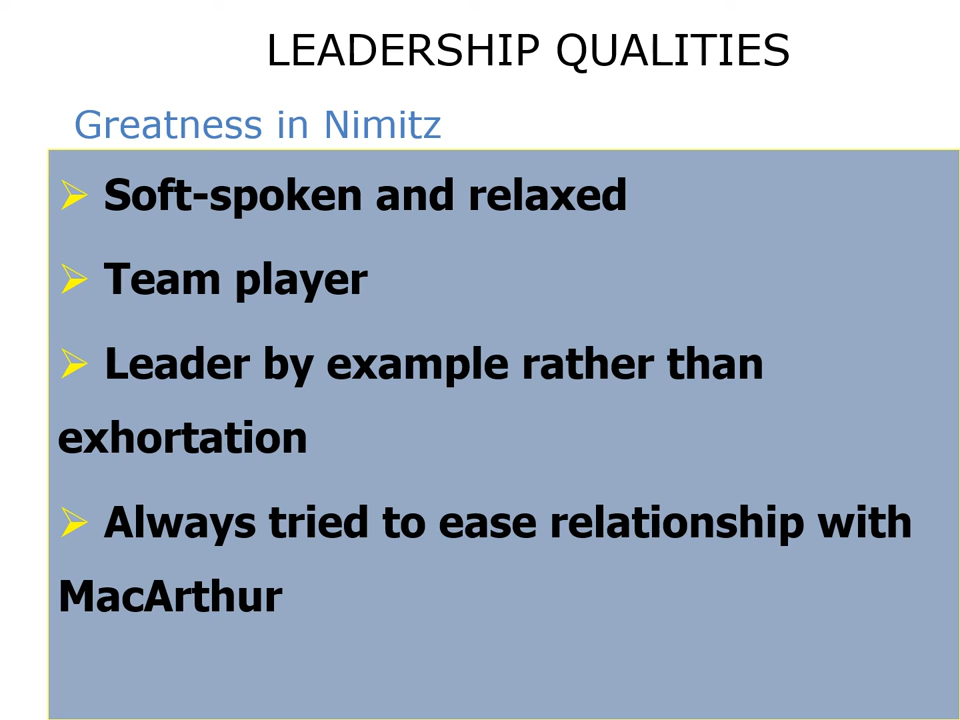 LEADERSHIP QUALITIES
Greatness in Nimitz
➢ Soft-spoken and relaxed
➢ Team player
➢ Leader by example rather than
exhortation
➢ Always tried to ease relationship with
MacArthur